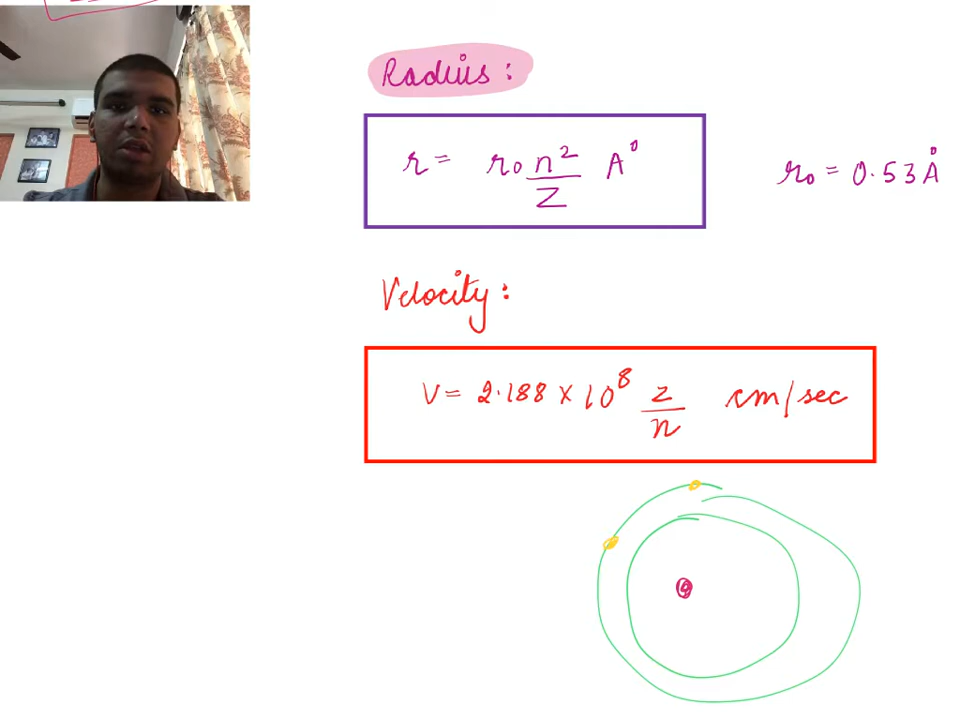 Radius:
r = r₀ n²/Z A°
r₀ = 0.53 Å
Velocity:
V = 2.188 × 10⁸ z/n cm/sec